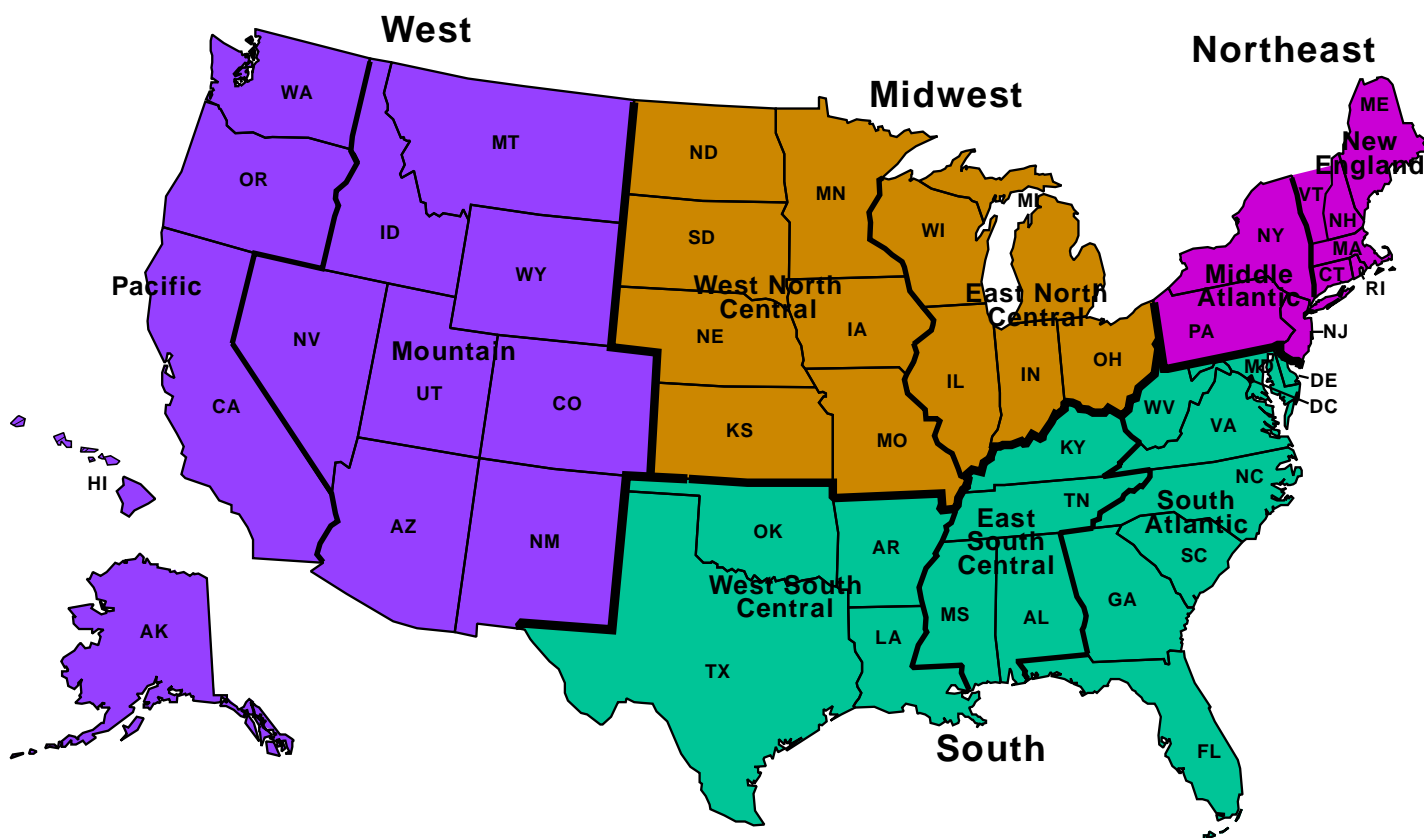 West
Northeast
Midwest
WA
MT
ND
MN
ME
New
England
OR
ID
SD
WI
MI
VT
NH
NY
MA
CT
RI
WY
Pacific
West North
Central
East North
Central
Middle
Atlantic
NV
Mountain
NE
IA
PA
NJ
UT
CO
IL
IN
OH
MD
DE
DC
CA
KS
MO
WV
VA
KY
HI
NC
TN
South
Atlantic
AZ
NM
OK
AR
East
South
Central
SC
West South
Central
MS
AL
GA
AK
LA
TX
South
FL